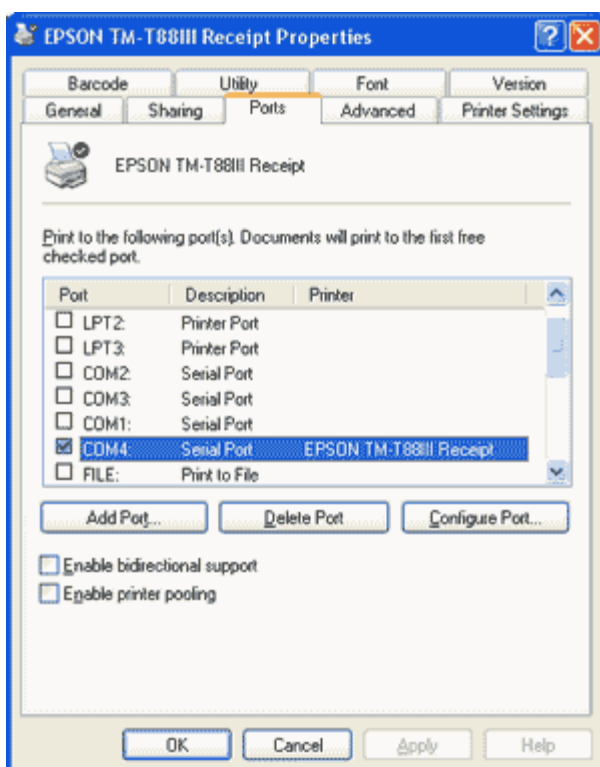 EPSON TM-T88III Receipt Properties
Barcode Utility Font Version
General Sharing Ports Advanced Printer Settings
EPSON TM-T88III Receipt
Print to the following port(s). Documents will print to the first free
checked port.
Port Description Printer
LPT2: Printer Port
LPT3: Printer Port
COM2: Serial Port
COM3: Serial Port
COM1: Serial Port
COM4: Serial Port EPSON TM-T88III Receipt
FILE: Print to File
Add Port... Delete Port Configure Port...
Enable bidirectional support
Enable printer pooling
OK Cancel Apply Help